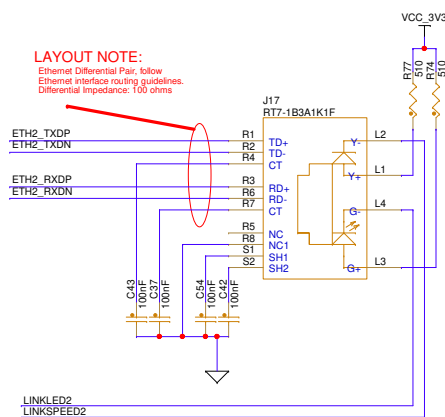 VCC_3V3
LAYOUT NOTE:
Ethernet Differential Pair, follow
Ethernet interface routing guidelines.
Differential Impedance: 100 ohms
R77
510
R74
510
J17
RT7-1B3A1K1F
ETH2_TXDP
R1
TD+
Y-
L2
ETH2_TXDN
R2
TD-
R4
CT
Y+
L1
ETH2_RXDP
R3
RD+
ETH2_RXDN
R6
RD-
R7
CT
G-
L4
R5
NC
R8
NC1
S1
SH1
S2
SH2
G+
L3
C43
100nF
C37
100nF
C54
100nF
C42
100nF
LINKLED2
LINKSPEED2